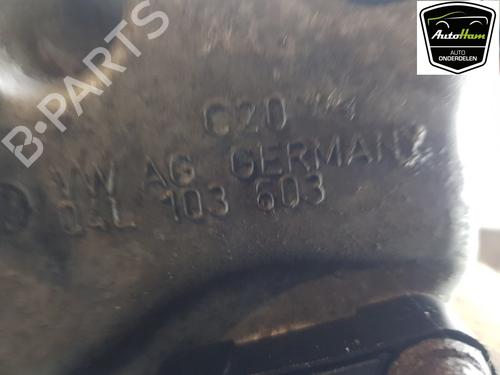 AutoHam
AUTO
ONDERDELEN
B-PARTS
C20
VW AG GERMANY
04L 103 603